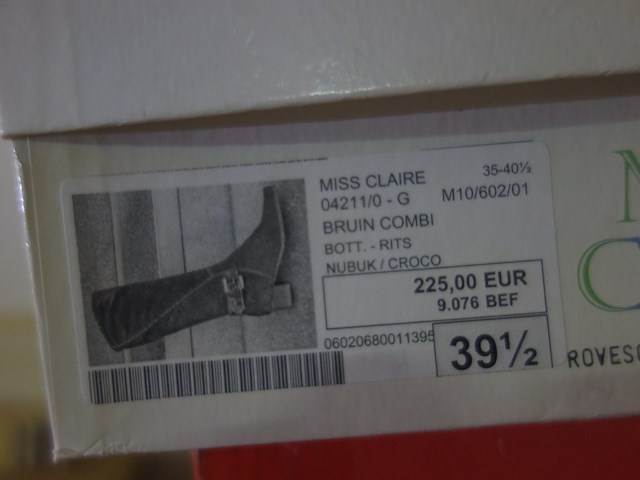 MISS CLAIRE 35-40½
04211/0 - G M10/602/01
BRUIN COMBI
BOTT. - RITS
NUBUK / CROCO
225,00 EUR
9.076 BEF
06020680011395
39½